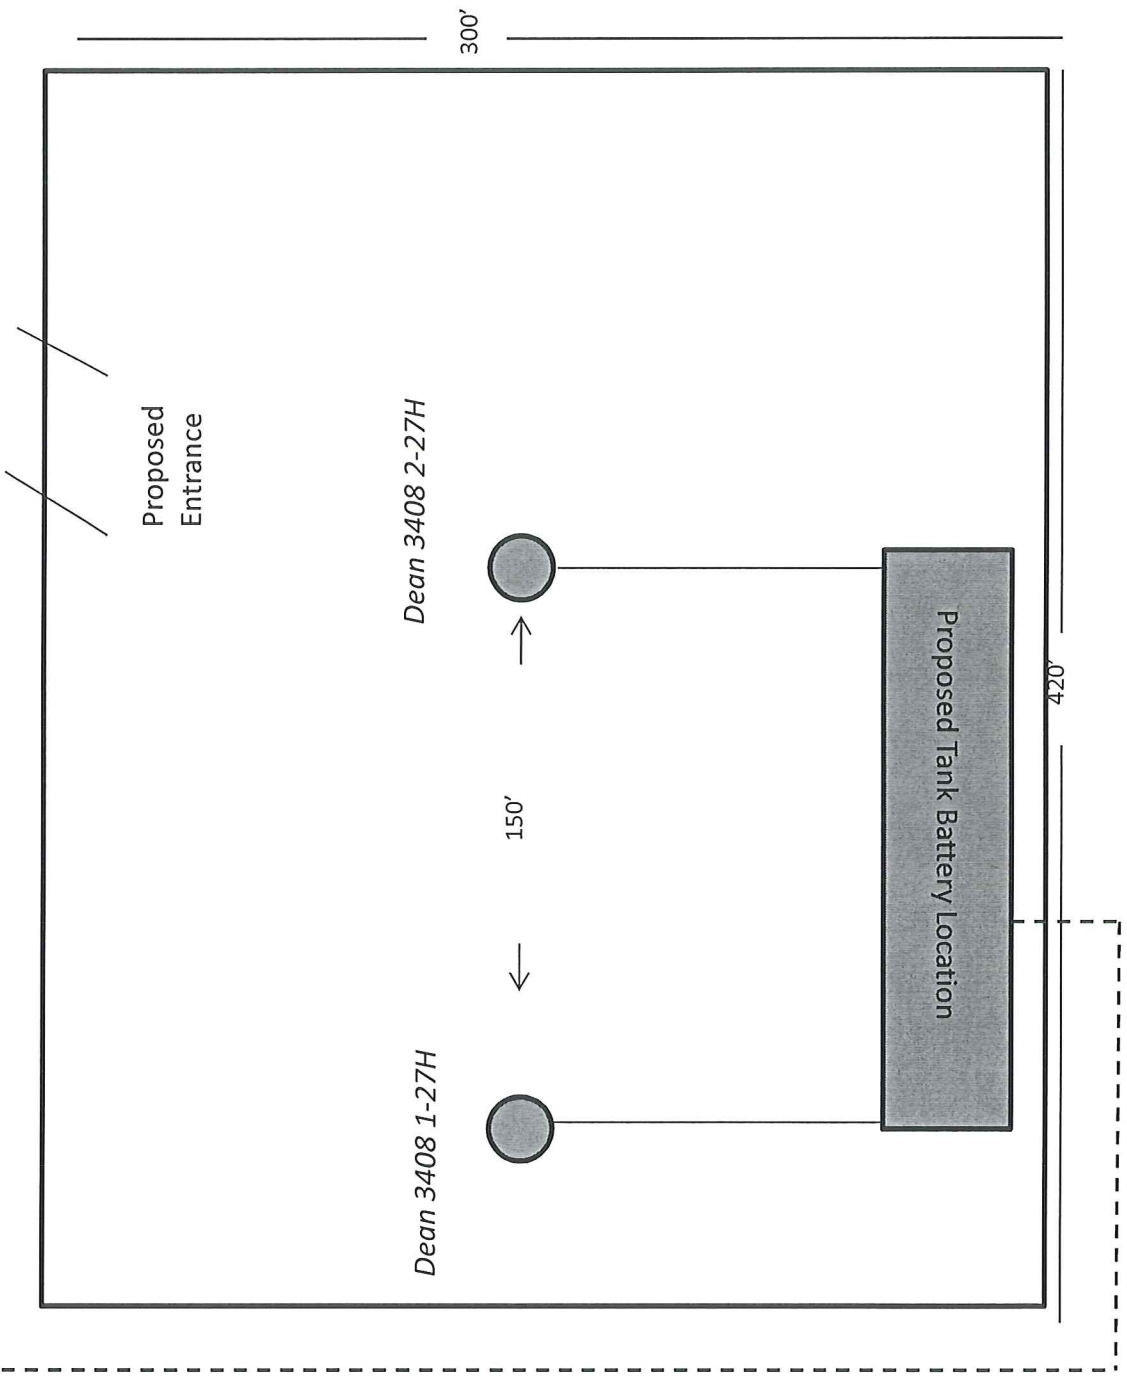 300’
Proposed
Entrance
Dean 3408 2-27H
150’
Dean 3408 1-27H
Proposed Tank Battery Location
420’